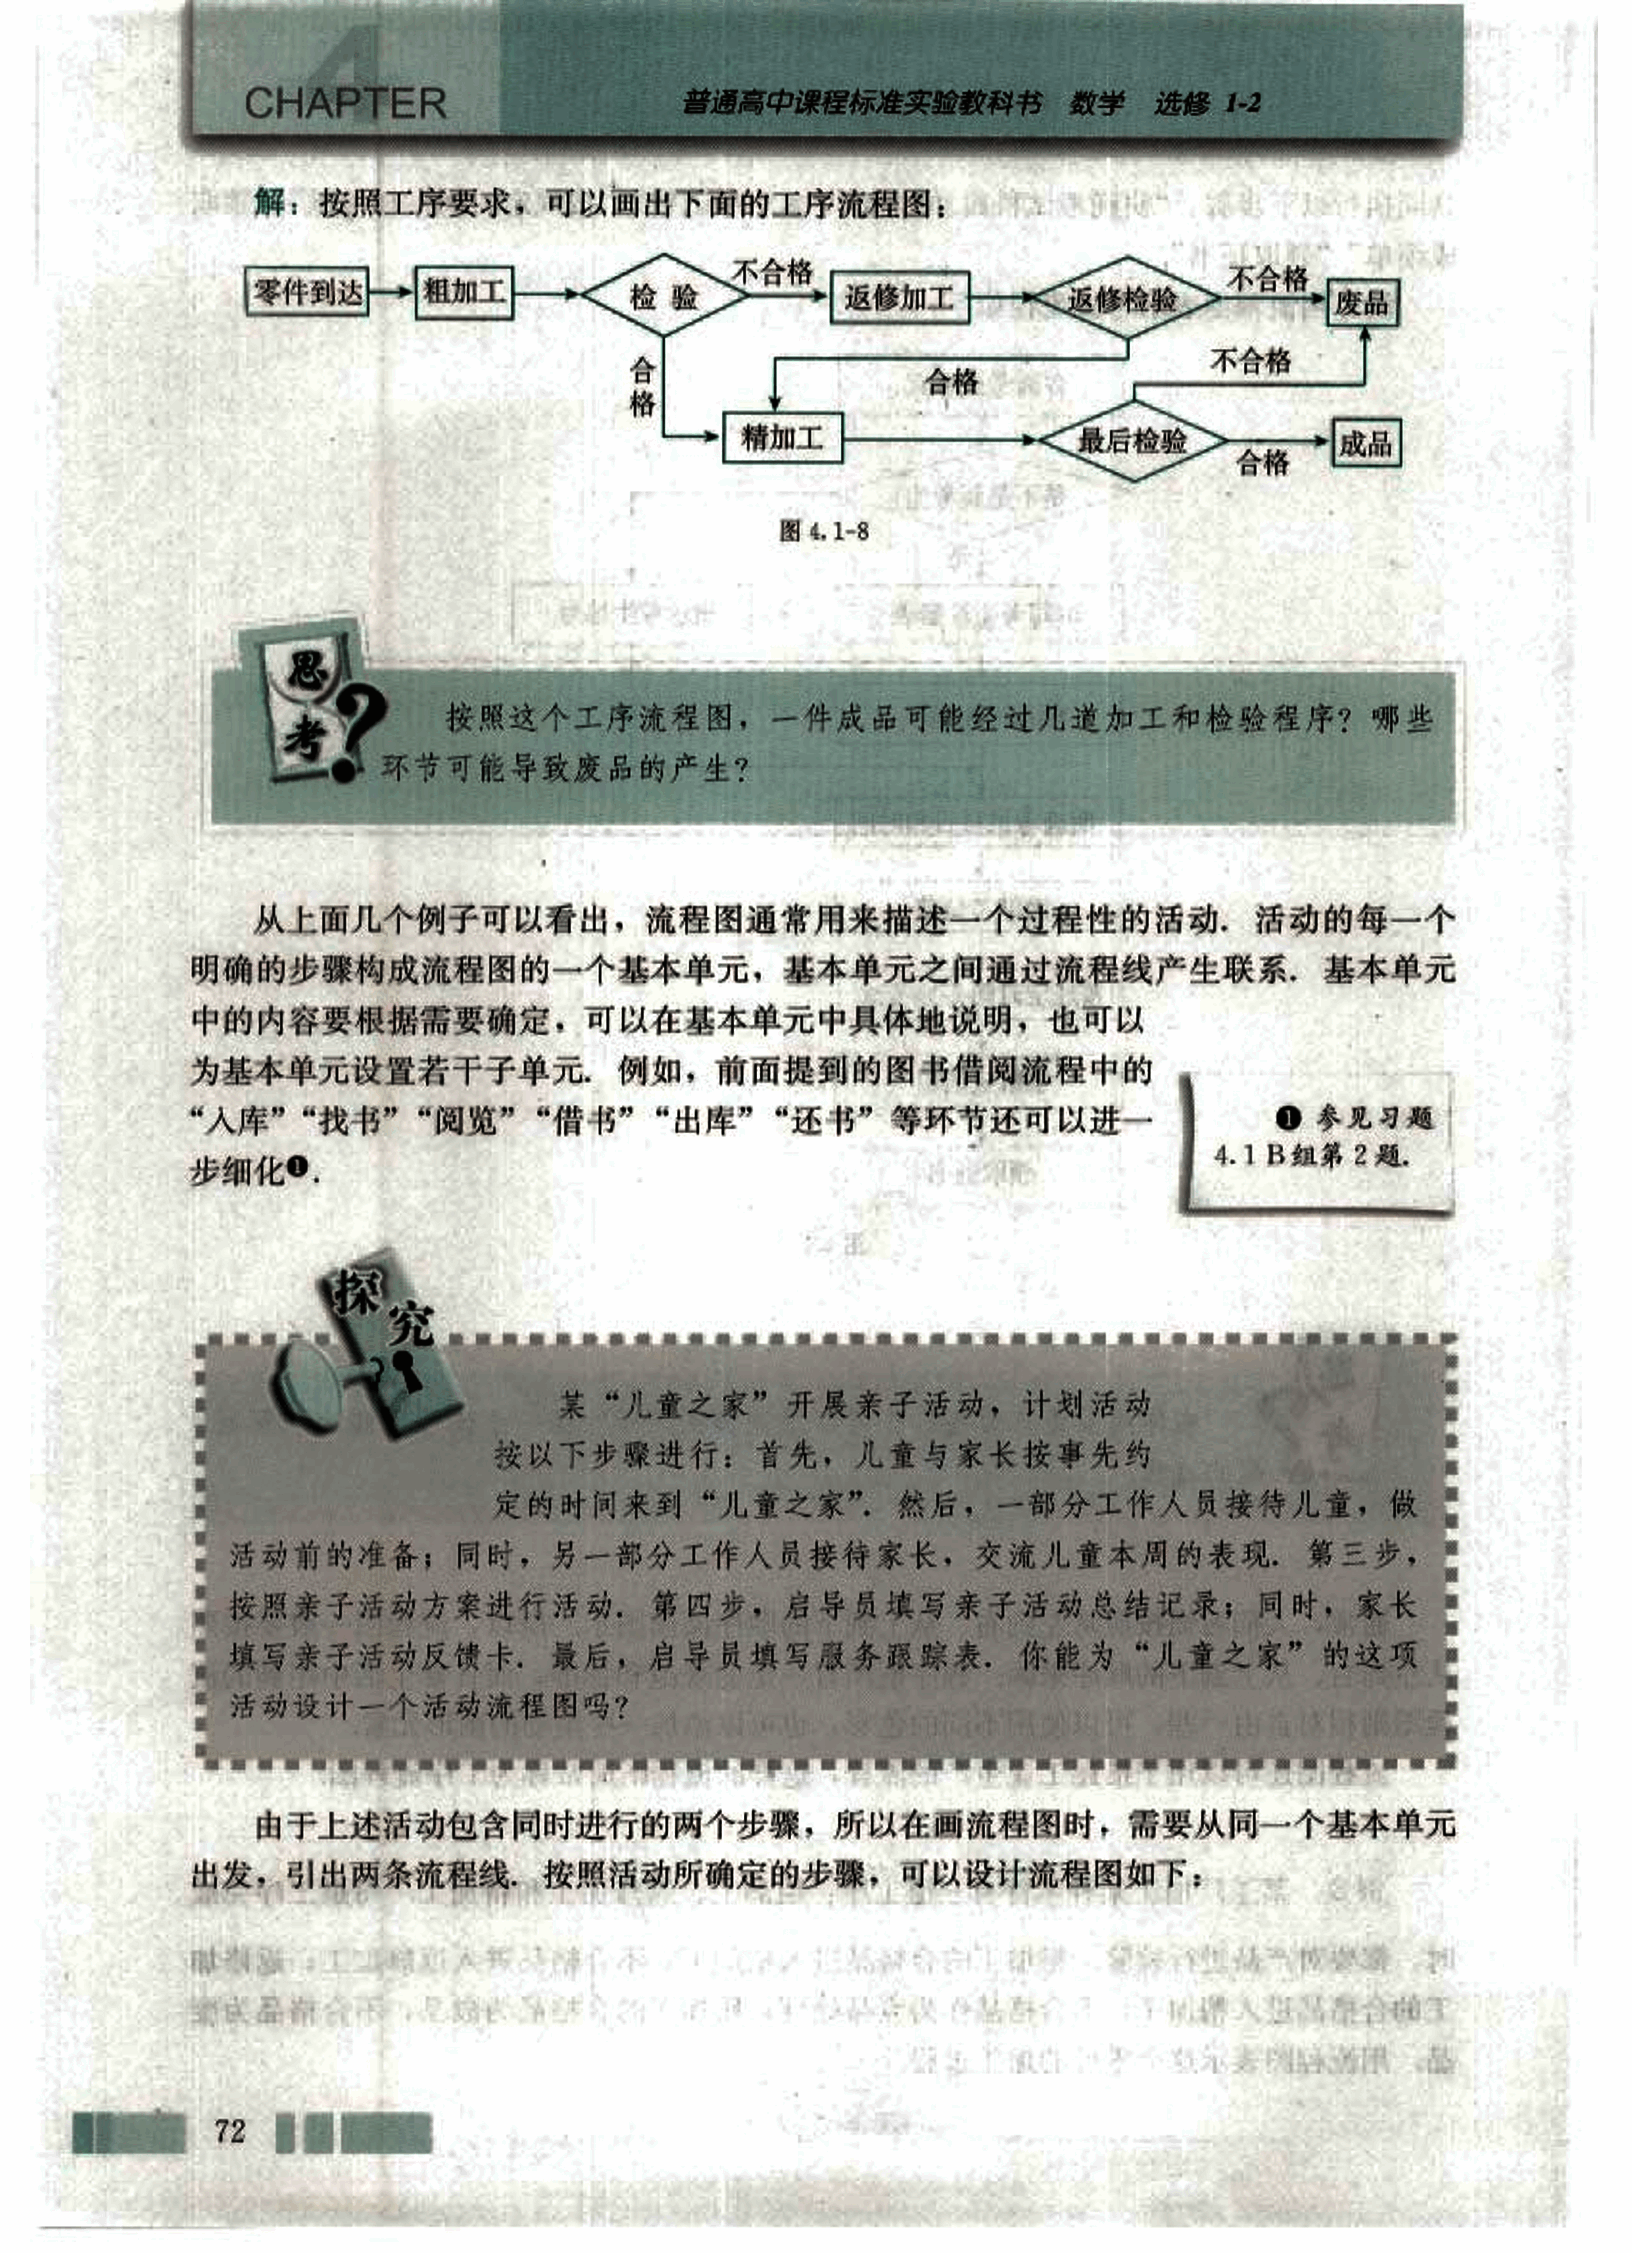 CHAPTER 4
普通高中课程标准实验教科书 数学 选修 1-2
解：按照工序要求，可以画出下面的工序流程图：
零件到达
粗加工
检 验
不合格
返修加工
返修检验
不合格
废品
合格
合格
不合格
精加工
最后检验
合格
成品
图 4.1-8
思考?
按照这个工序流程图，一件成品可能经过几道加工和检验程序？哪些
环节可能导致废品的产生？
从上面几个例子可以看出，流程图通常用来描述一个过程性的活动．活动的每一个
明确的步骤构成流程图的一个基本单元，基本单元之间通过流程线产生联系．基本单元
中的内容要根据需要确定，可以在基本单元中具体地说明，也可以
为基本单元设置若干子单元．例如，前面提到的图书借阅流程中的
“入库”“找书”“阅览”“借书”“出库”“还书”等环节还可以进一
步细化❶．
❶ 参见习题
4.1 B组第 2 题．
探究
某“儿童之家”开展亲子活动，计划活动
按以下步骤进行：首先，儿童与家长按事先约
定的时间来到“儿童之家”．然后，一部分工作人员接待儿童，做
活动前的准备；同时，另一部分工作人员接待家长，交流儿童本周的表现．第三步，
按照亲子活动方案进行活动．第四步，启导员填写亲子活动总结记录；同时，家长
填写亲子活动反馈卡．最后，启导员填写服务跟踪表．你能为“儿童之家”的这项
活动设计一个活动流程图吗？
由于上述活动包含同时进行的两个步骤，所以在画流程图时，需要从同一个基本单元
出发，引出两条流程线．按照活动所确定的步骤，可以设计流程图如下：
72